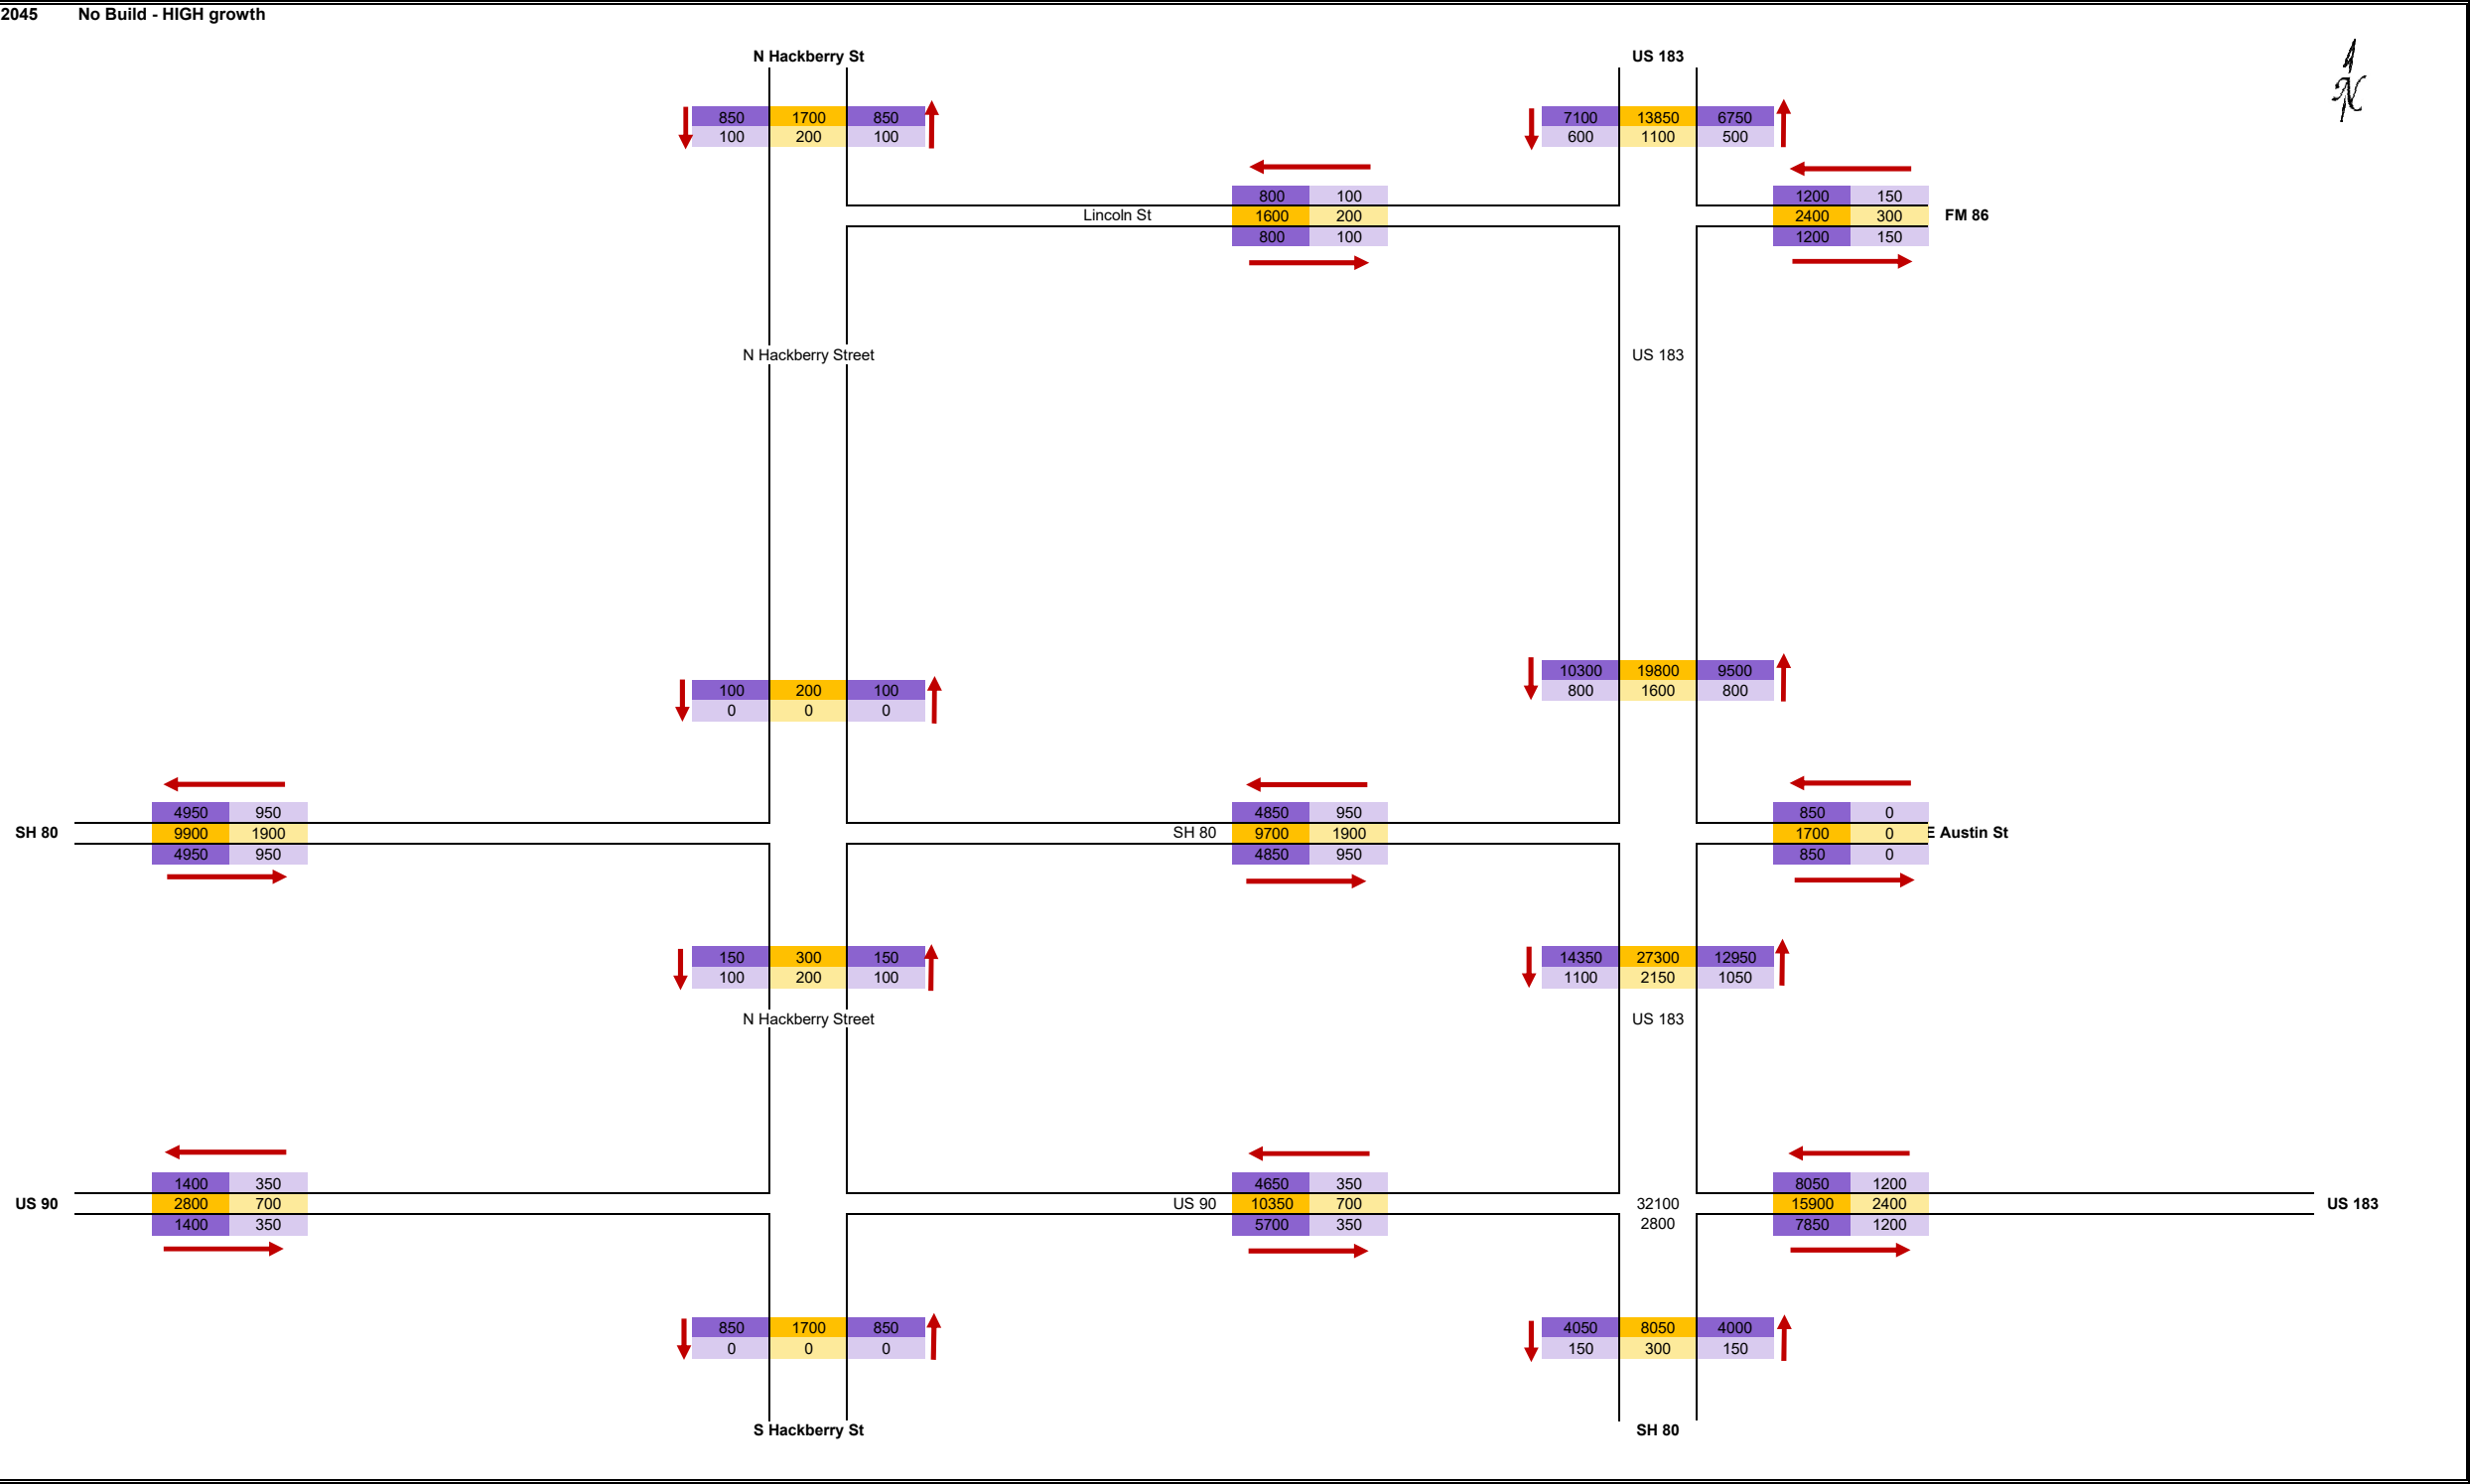 2045 No Build - HIGH growth
N Hackberry St US 183
N
850 1700 850 7100 13850 6750
100 200 100 600 1100 500
800 100 1200 150
Lincoln St 1600 200 2400 300 FM 86
800 100 1200 150
N Hackberry Street US 183
10300 19800 9500
100 200 100 800 1600 800
0 0 0
4950 950 4850 950 850 0
SH 80 9900 1900 SH 80 9700 1900 1700 0 E Austin St
4950 950 4850 950 850 0
150 300 150 14350 27300 12950
100 200 100 1100 2150 1050
N Hackberry Street US 183
1400 350 4650 350 8050 1200
US 90 2800 700 US 90 10350 700 32100 15900 2400 US 183
1400 350 5700 350 2800 7850 1200
850 1700 850 4050 8050 4000
0 0 0 150 300 150
S Hackberry St SH 80